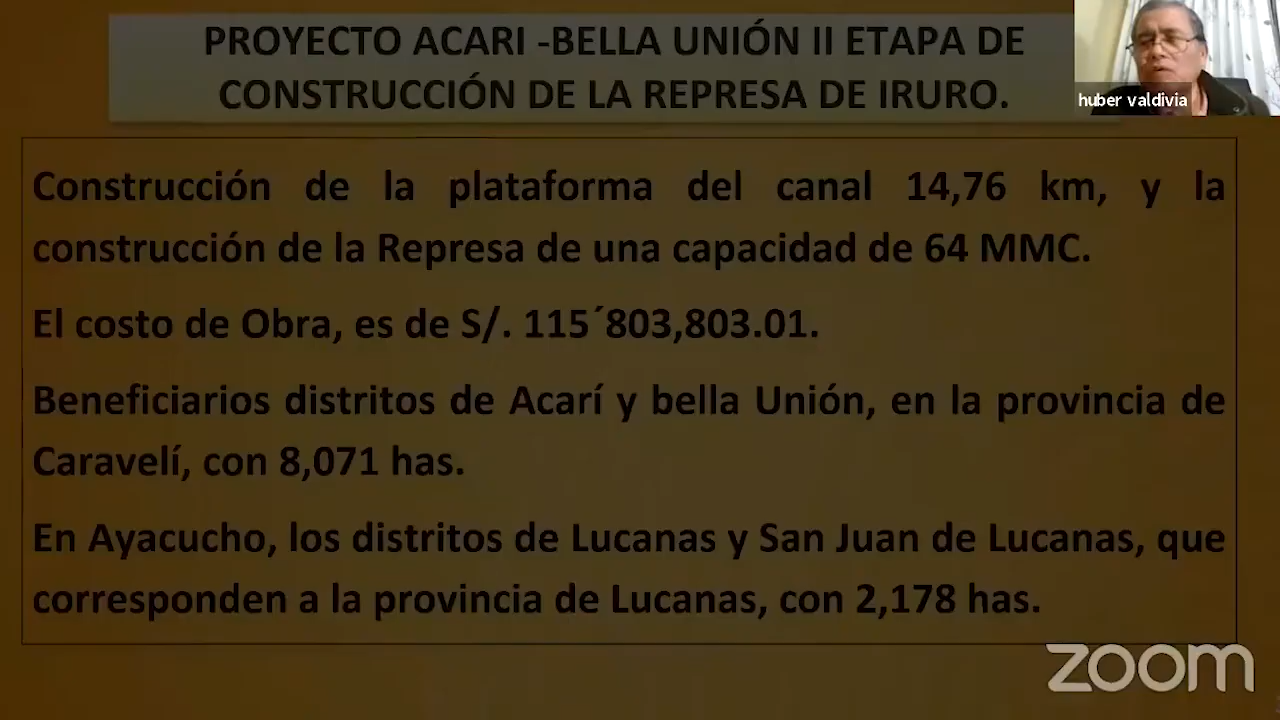 PROYECTO ACARI -BELLA UNIÓN II ETAPA DE
CONSTRUCCIÓN DE LA REPRESA DE IRURO.
huber valdivia
Construcción de la plataforma del canal 14,76 km, y la
construcción de la Represa de una capacidad de 64 MMC.
El costo de Obra, es de S/. 115´803,803.01.
Beneficiarios distritos de Acarí y bella Unión, en la provincia de
Caravelí, con 8,071 has.
En Ayacucho, los distritos de Lucanas y San Juan de Lucanas, que
corresponden a la provincia de Lucanas, con 2,178 has.
zoom